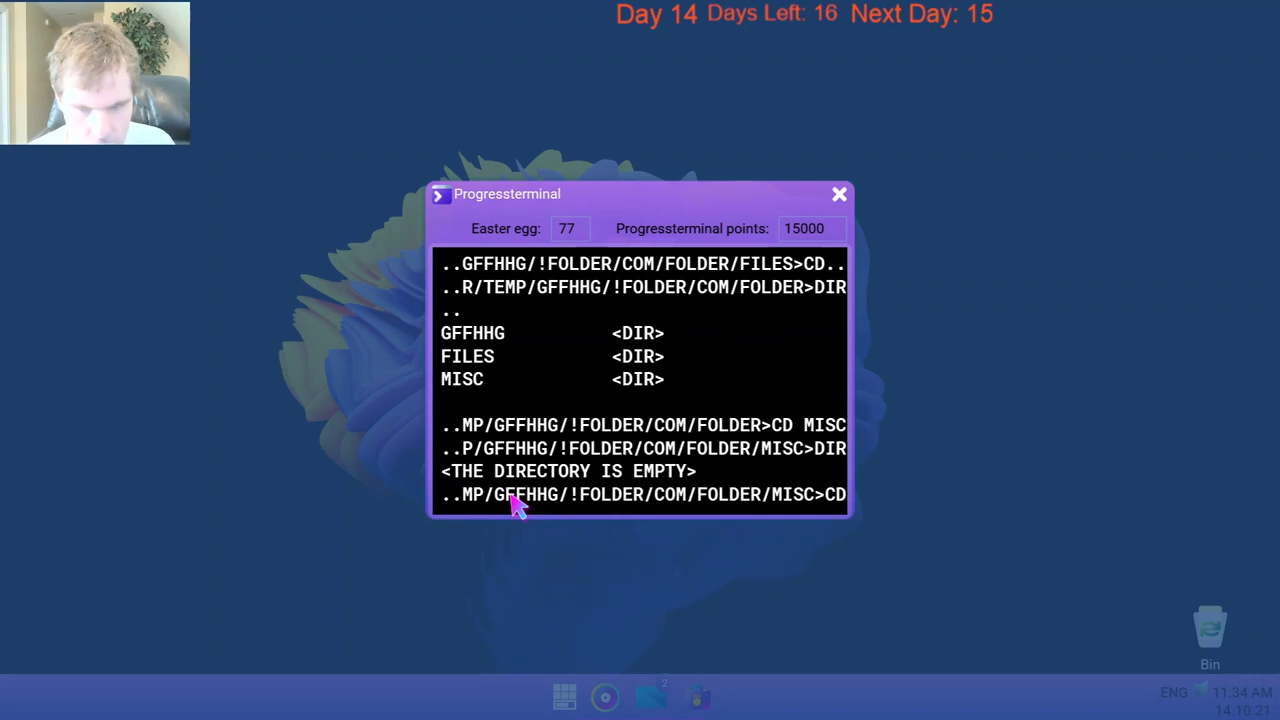 Day 14 Days Left: 16 Next Day: 15
Progressterminal
Easter egg: 77 Progressterminal points: 15000
..GFFHHG/!FOLDER/COM/FOLDER/FILES>CD..
..R/TEMP/GFFHHG/!FOLDER/COM/FOLDER>DIR
..
GFFHHG <DIR>
FILES <DIR>
MISC <DIR>
..MP/GFFHHG/!FOLDER/COM/FOLDER>CD MISC
..P/GFFHHG/!FOLDER/COM/FOLDER/MISC>DIR
<THE DIRECTORY IS EMPTY>
..MP/GFFHHG/!FOLDER/COM/FOLDER/MISC>CD
Bin
2
ENG 11:34 AM
14.10.21